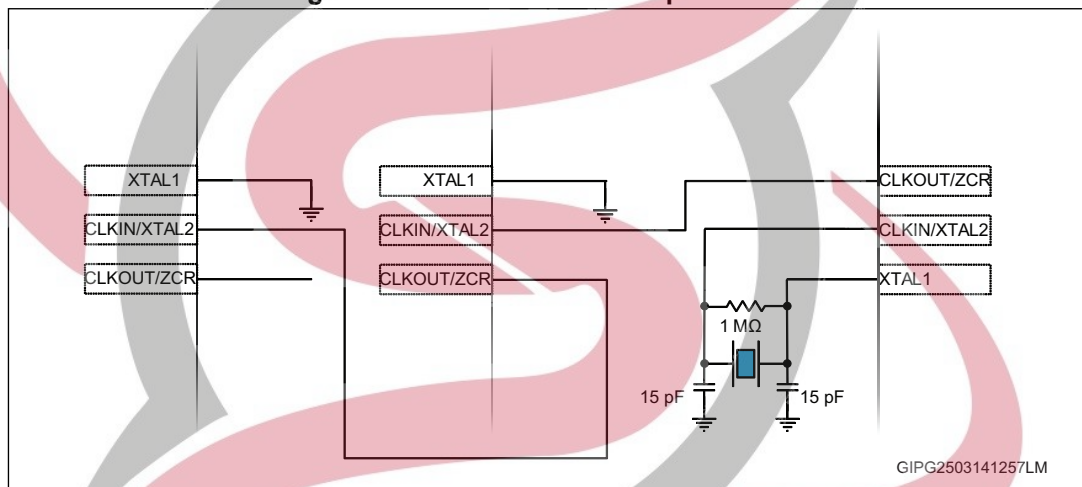 XTAL1
CLKIN/XTAL2
CLKOUT/ZCR
XTAL1
CLKIN/XTAL2
CLKOUT/ZCR
CLKOUT/ZCR
CLKIN/XTAL2
XTAL1
1 MΩ
15 pF
15 pF
GIPG2503141257LM